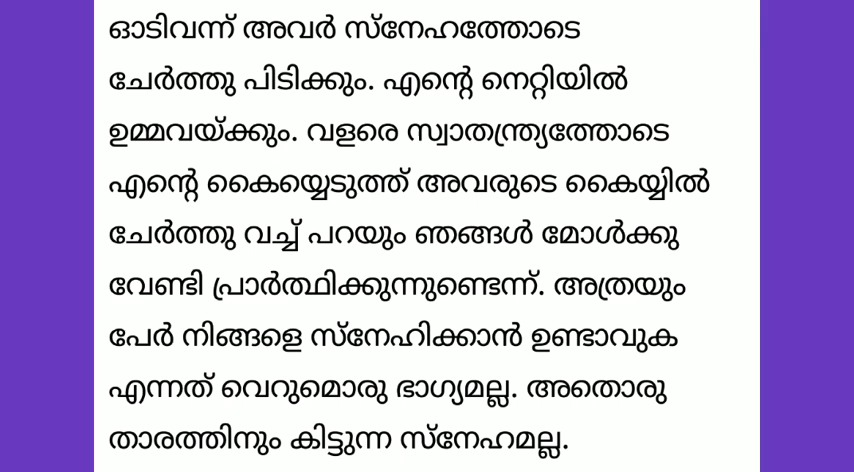 ഓടിവന്ന് അവർ സ്നേഹത്തോടെ
ചേർത്തു പിടിക്കും. എന്റെ നെറ്റിയിൽ
ഉമ്മവയ്ക്കും. വളരെ സ്വാതന്ത്ര്യത്തോടെ
എന്റെ കൈയ്യെടുത്ത് അവരുടെ കൈയ്യിൽ
ചേർത്തു വച്ച് പറയും ഞങ്ങൾ മോൾക്കു
വേണ്ടി പ്രാർത്ഥിക്കുന്നുണ്ടെന്ന്. അത്രയും
പേർ നിങ്ങളെ സ്നേഹിക്കാൻ ഉണ്ടാവുക
എന്നത് വെറുമൊരു ഭാഗ്യമല്ല. അതൊരു
താരത്തിനും കിട്ടുന്ന സ്നേഹമല്ല.